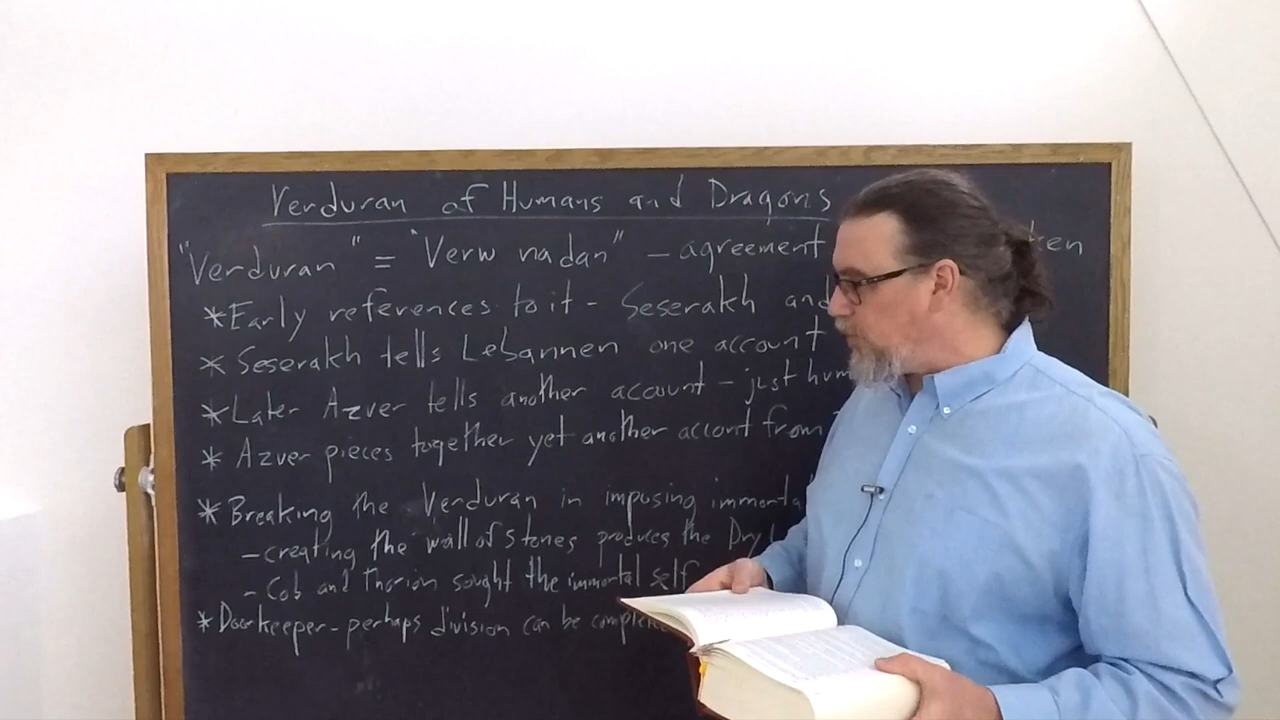 Verduran of Humans and Dragons
"Verduran" = "Verw nadan" – agreement ken
*Early references to it - Seserakh and
*Seserakh tells Lebannen one account
*Later Azver tells another account – just hum
*Azver pieces together yet another account from
*Breaking the Verduran in imposing immorta
-creating the wall of stones produces the Dry
-Cob and Thorion sought the immortal self
*Doorkeeper-perhaps division can be complete